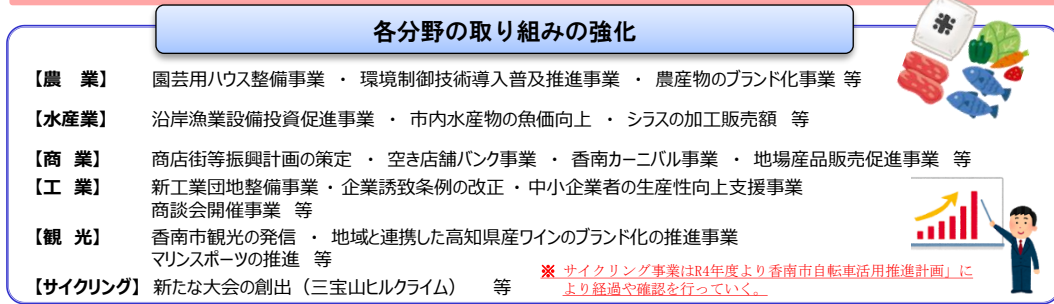 各分野の取り組みの強化
米
【農　業】　園芸用ハウス整備事業 ・ 環境制御技術導入普及推進事業 ・ 農産物のブランド化事業 等
【水産業】　沿岸漁業設備投資促進事業 ・ 市内水産物の魚価向上 ・ シラスの加工販売額 等
【商　業】　商店街等振興計画の策定 ・ 空き店舗バンク事業 ・ 香南カーニバル事業 ・ 地場産品販売促進事業 等
【工　業】　新工業団地整備事業・企業誘致条例の改正・中小企業者の生産性向上支援事業
商談会開催事業 等
【観　光】　香南市観光の発信 ・ 地域と連携した高知県産ワインのブランド化の推進事業
マリンスポーツの推進 等
【サイクリング】 新たな大会の創出（三宝山ヒルクライム）　等
※ サイクリング事業はR4年度より香南市自転車活用推進計画」に
より経過や確認を行っていく。